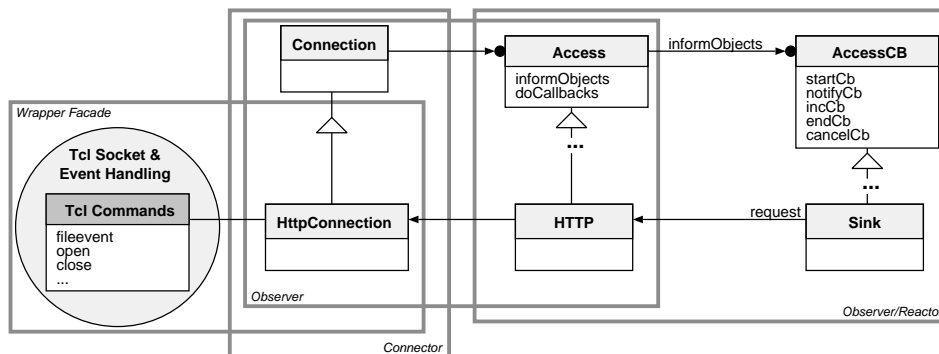 Connection
Access
informObjects
doCallbacks
informObjects
AccessCB
startCb
notifyCb
incCb
endCb
cancelCb
Wrapper Facade
Tcl Socket &
Event Handling
Tcl Commands
fileevent
open
close
...
HttpConnection
...
HTTP
request
...
Sink
Observer
Observer/Reacto
Connector